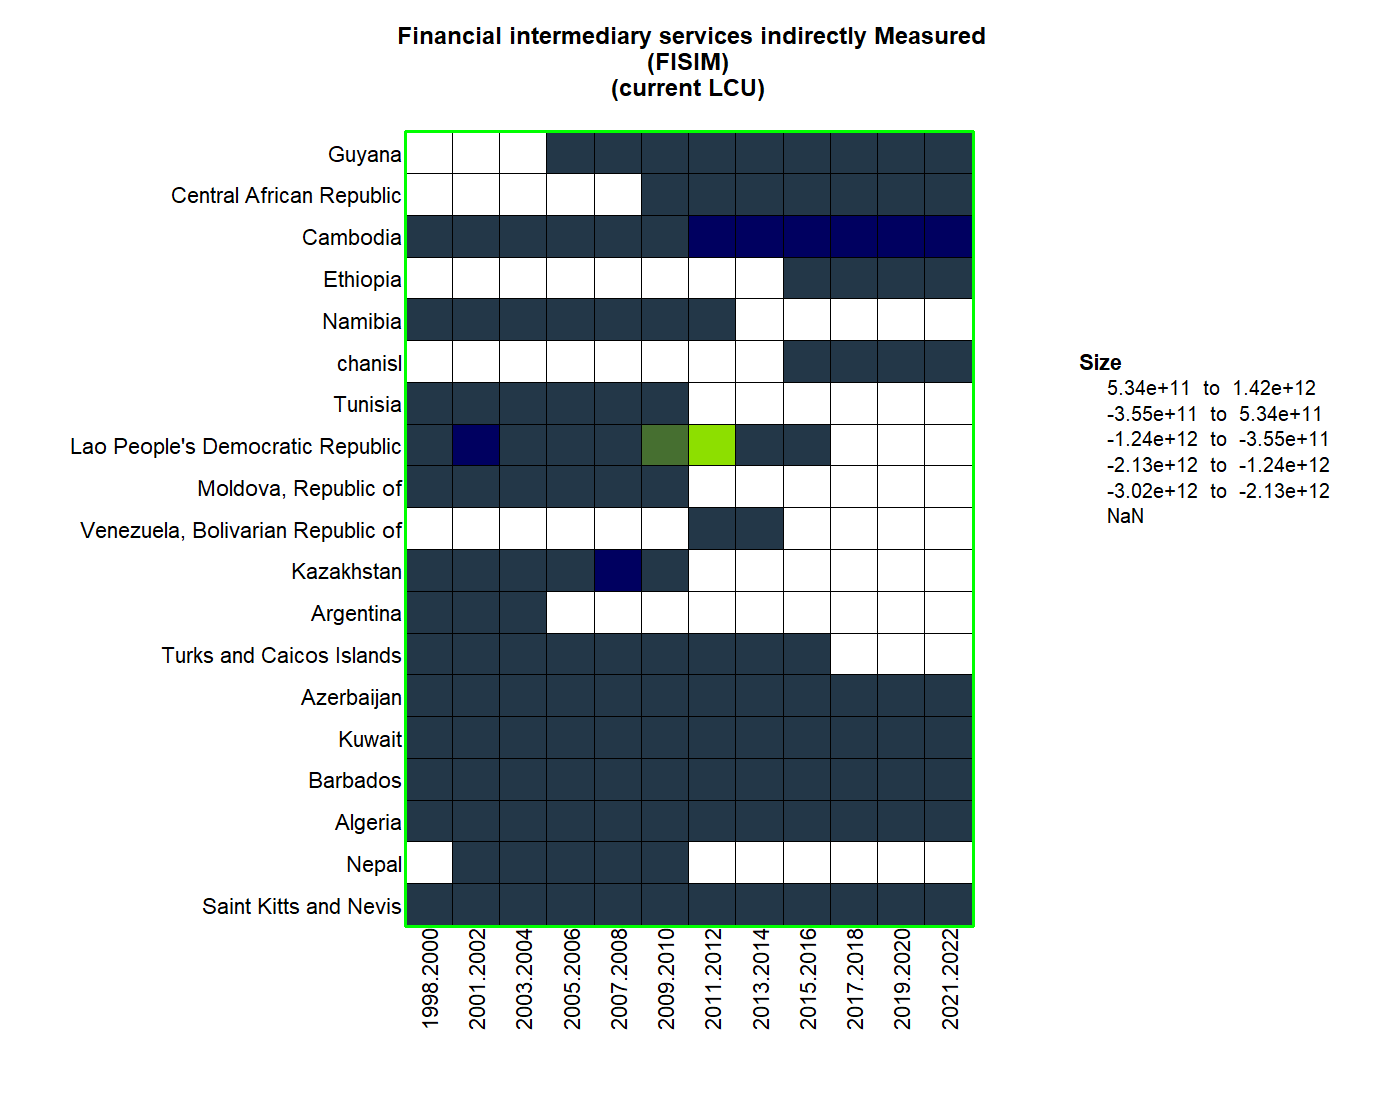 Financial intermediary services indirectly Measured
(FISIM)
(current LCU)
Guyana
Central African Republic
Cambodia
Ethiopia
Namibia
chanisl
Tunisia
Lao People's Democratic Republic
Moldova, Republic of
Venezuela, Bolivarian Republic of
Kazakhstan
Argentina
Turks and Caicos Islands
Azerbaijan
Kuwait
Barbados
Algeria
Nepal
Saint Kitts and Nevis
1998.2000
2001.2002
2003.2004
2005.2006
2007.2008
2009.2010
2011.2012
2013.2014
2015.2016
2017.2018
2019.2020
2021.2022
Size
5.34e+11 to 1.42e+12
-3.55e+11 to 5.34e+11
-1.24e+12 to -3.55e+11
-2.13e+12 to -1.24e+12
-3.02e+12 to -2.13e+12
NaN